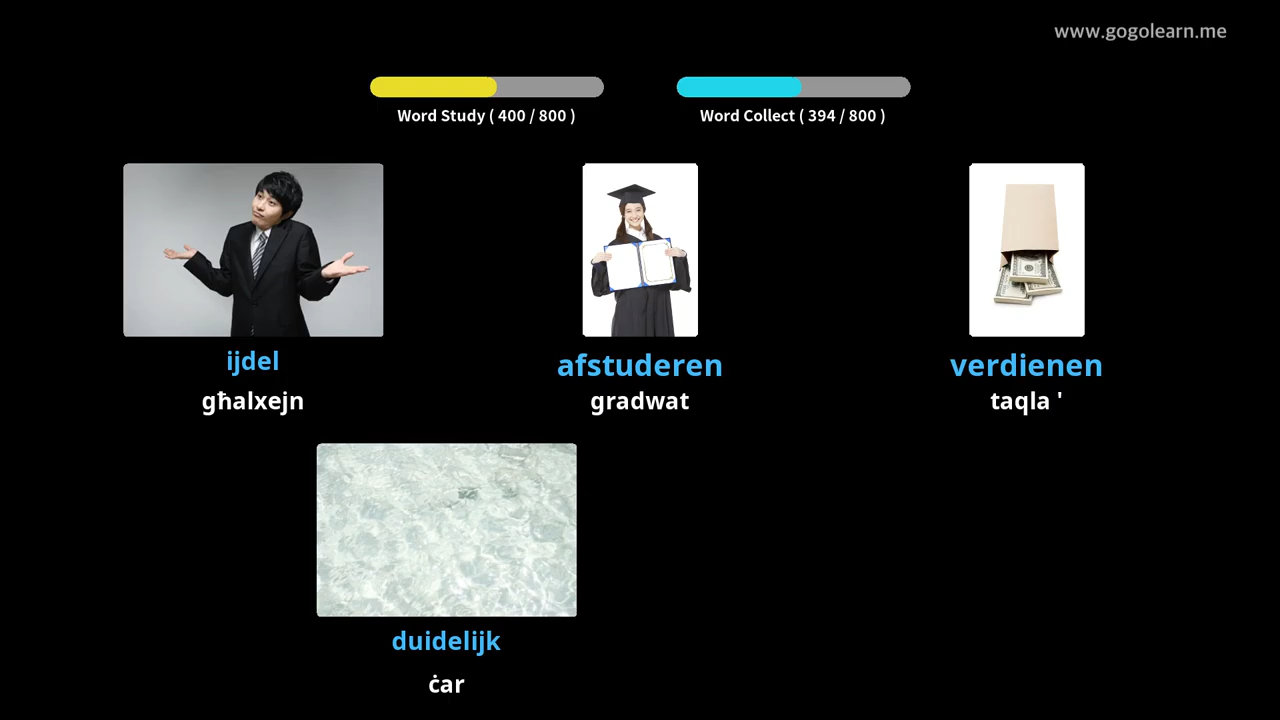 www.gogolearn.me
Word Study ( 400 / 800 )
Word Collect ( 394 / 800 )
ijdel
għalxejn
afstuderen
gradwat
verdienen
taqla '
duidelijk
ċar